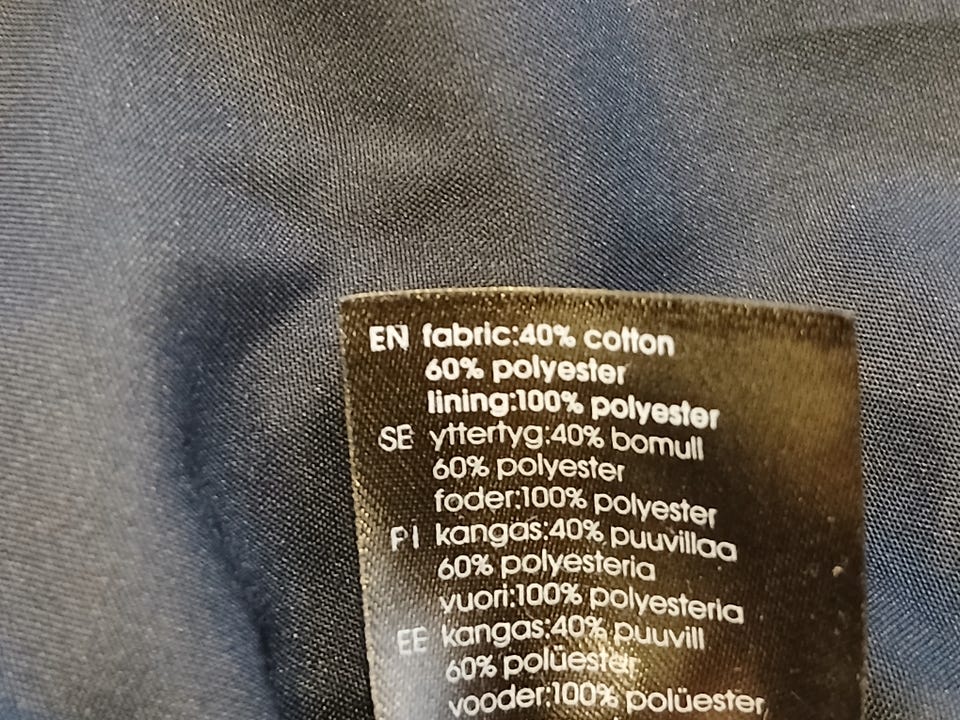 EN fabric:40% cotton
60% polyester
lining:100% polyester
SE yttertyg:40% bomull
60% polyester
foder:100% polyester
FI kangas:40% puuvillaa
60% polyesteria
vuori:100% polyesteria
EE kangas:40% puuvill
60% polüester
vooder:100% polüester